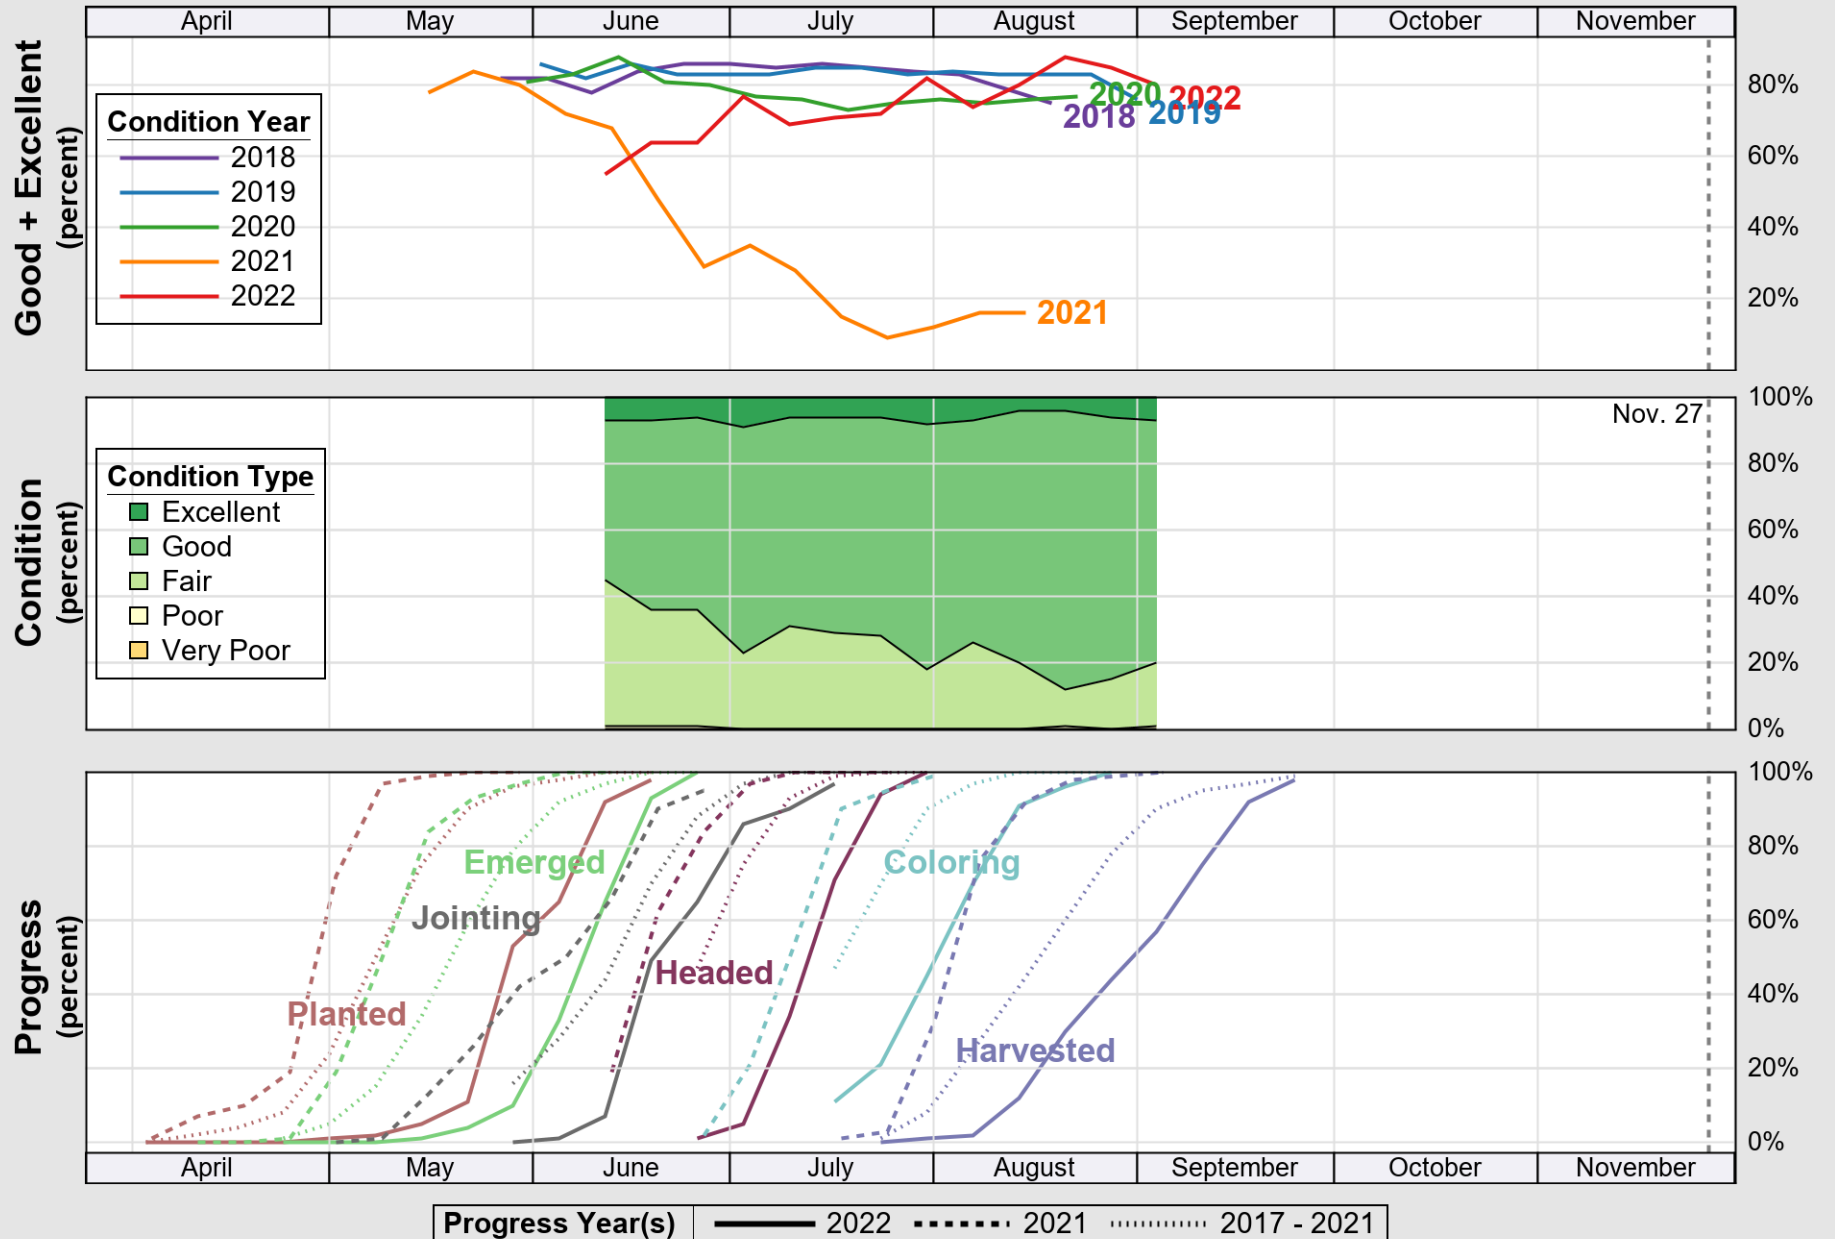 April May June July August September October November
Good + Excellent
(percent)
80%
60%
40%
20%
Condition Year
2018
2019
2020
2021
2022
2020
2022
2018
2019
2021
Condition
(percent)
100%
80%
60%
40%
20%
0%
Nov. 27
Condition Type
Excellent
Good
Fair
Poor
Very Poor
Progress
(percent)
100%
80%
60%
40%
20%
0%
Emerged
Coloring
Jointing
Headed
Planted
Harvested
April May June July August September October November
Progress Year(s) 2022 2021 2017 - 2021